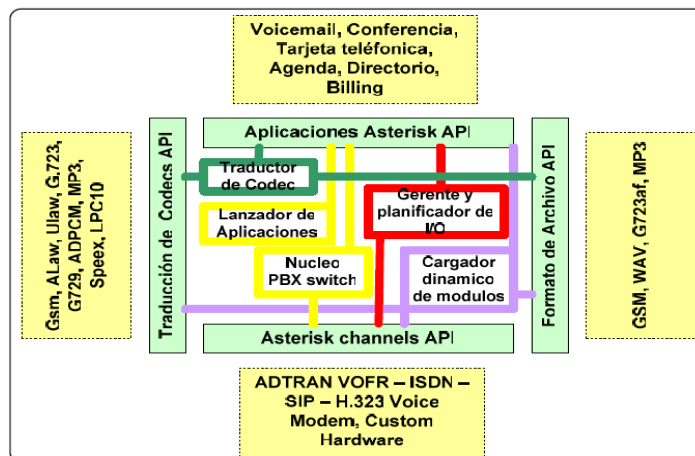 Voicemail, Conferencia,
Tarjeta teléfonica,
Agenda, Directorio,
Billing
Aplicaciones Asterisk API
Gsm, ALaw, Ulaw, G.723,
G729, ADPCM, MP3,
Speex, LPC10
Traducción de Codecs API
Traductor
de Codec
Lanzador de
Aplicaciones
Nucleo
PBX switch
Gerente y
planificador de
I/O
Cargador
dinamico
de modulos
Formato de Archivo API
GSM, WAV, G723af, MP3
Asterisk channels API
ADTRAN VOFR – ISDN –
SIP – H.323 Voice
Modem, Custom
Hardware